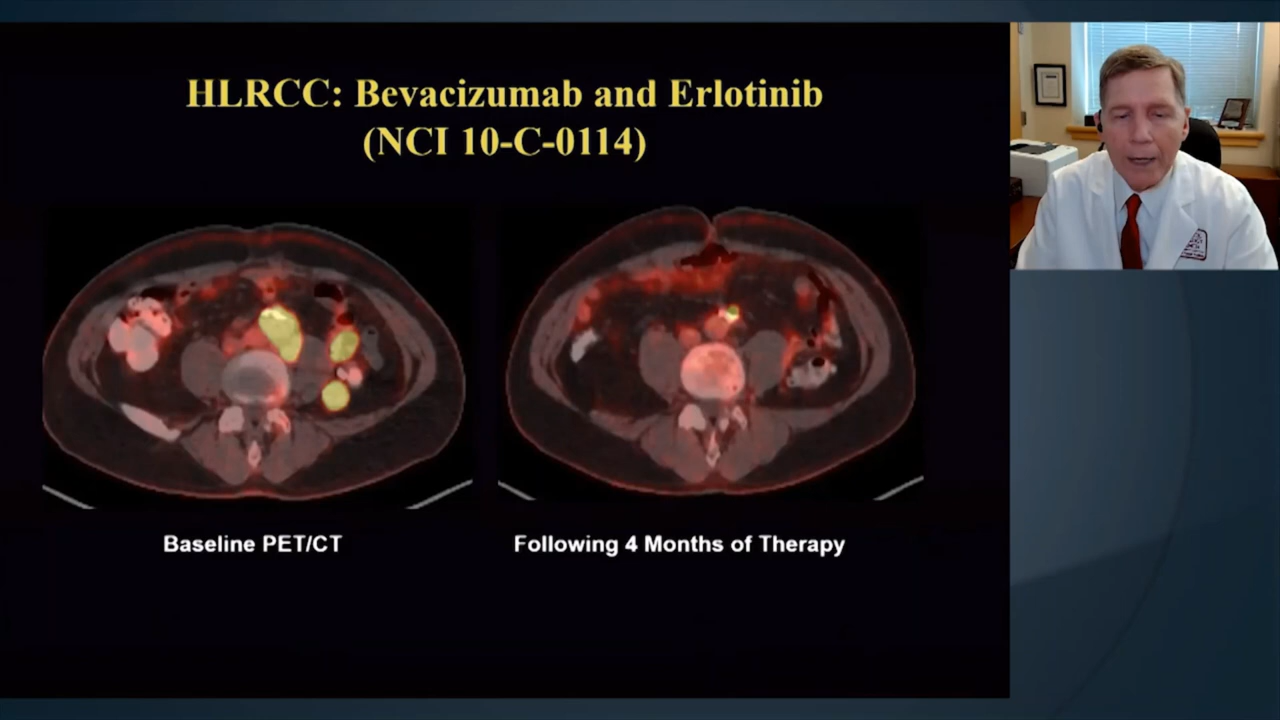 HLRCC: Bevacizumab and Erlotinib
(NCI 10-C-0114)
Baseline PET/CT
Following 4 Months of Therapy